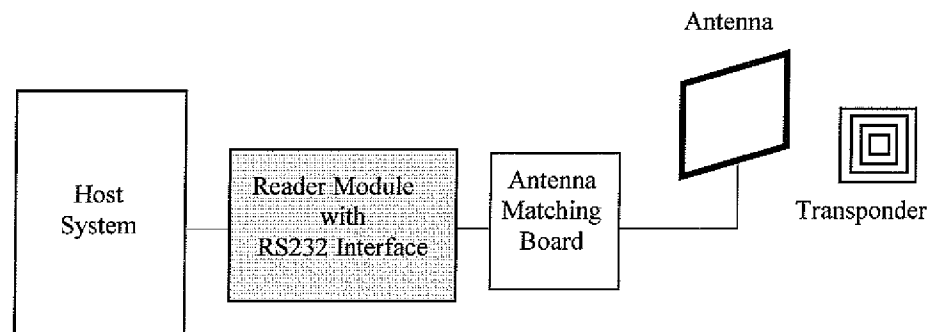 Antenna
Host
System
Reader Module
with
RS232 Interface
Antenna
Matching
Board
Transponder